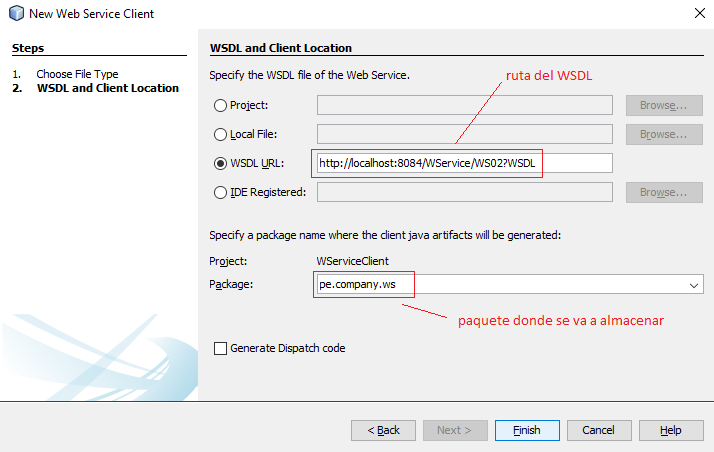 New Web Service Client
Steps
1. Choose File Type
2. WSDL and Client Location
WSDL and Client Location
Specify the WSDL file of the Web Service.
ruta del WSDL
Project:
Browse...
Local File:
Browse...
WSDL URL: http://localhost:8084/WService/WS02?WSDL
IDE Registered:
Browse...
Specify a package name where the client java artifacts will be generated:
Project: WServiceClient
Package: pe.company.ws
paquete donde se va a almacenar
Generate Dispatch code
< Back Next > Finish Cancel Help